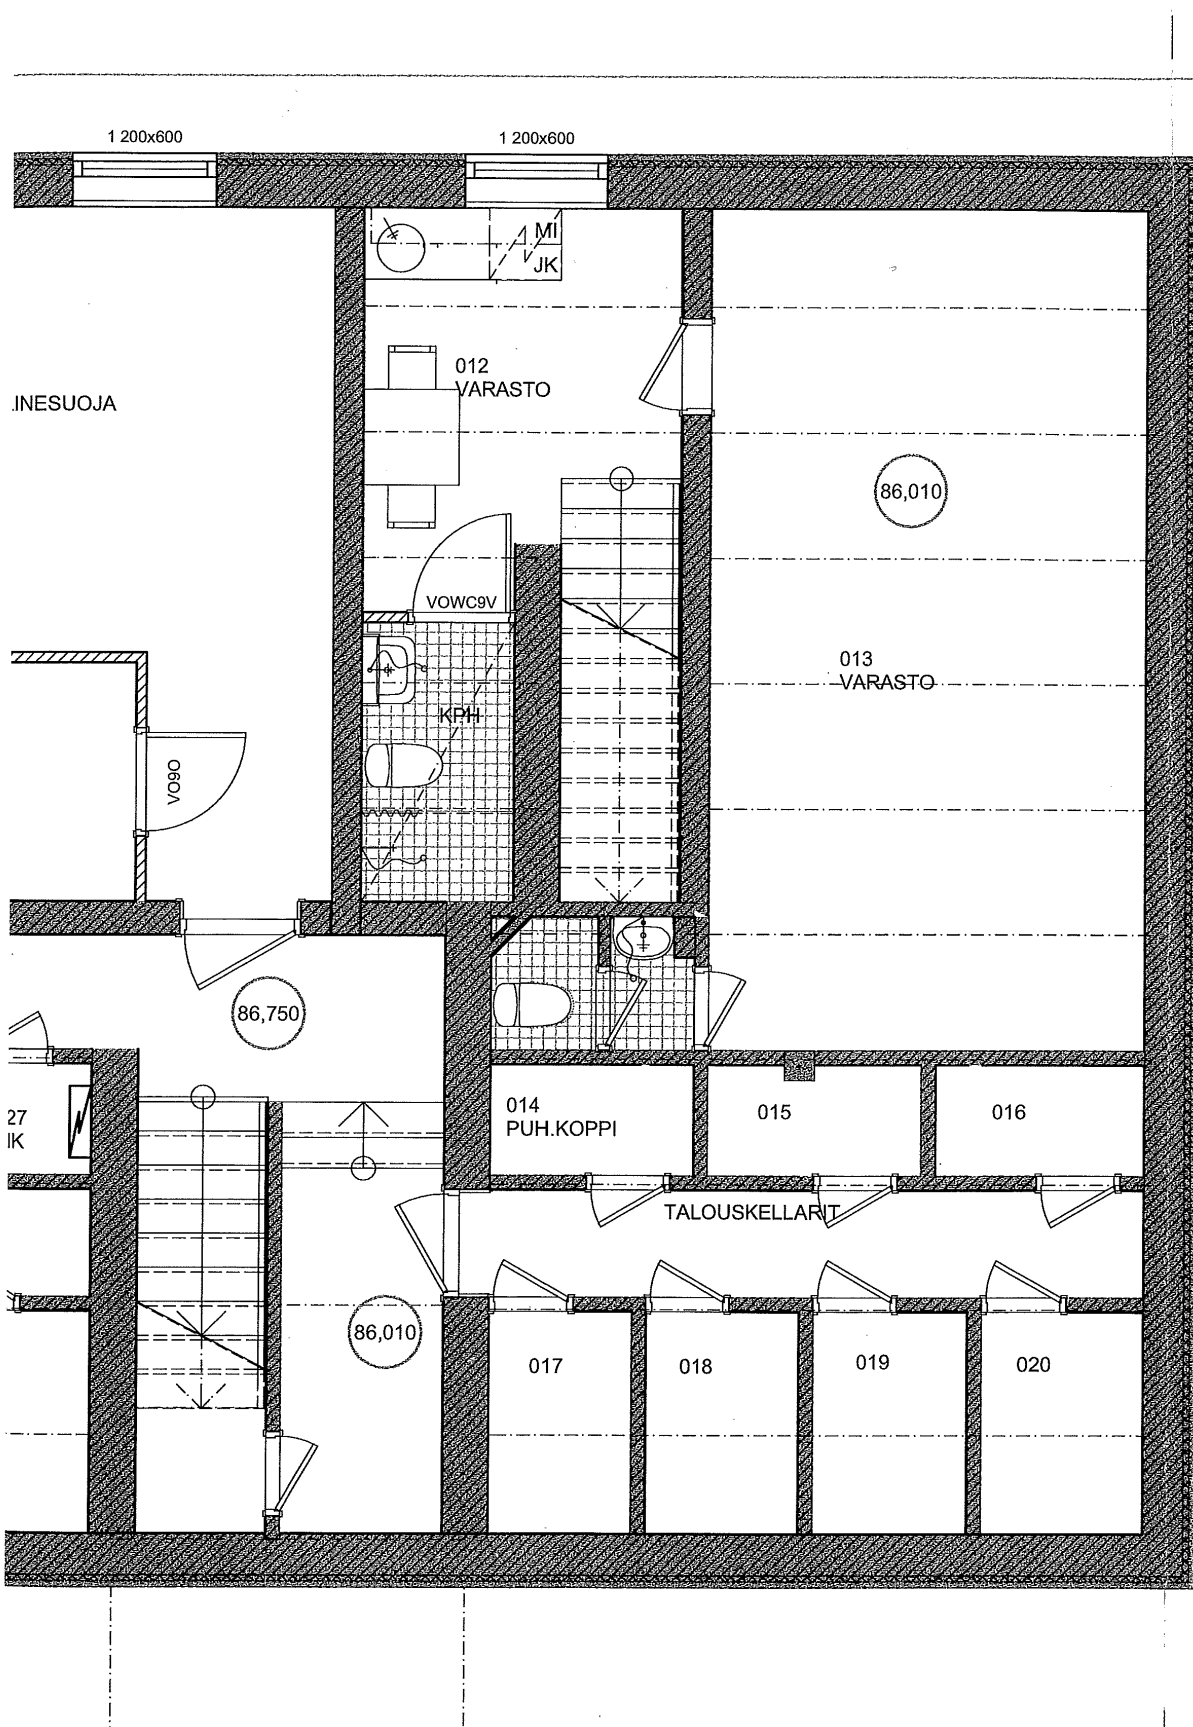 1 200x600
1 200x600
MI
JK
012
VARASTO
.INESUOJA
86,010
VOWC9V
013
VARASTO
KPH
VO9O
86,750
27
IK
014
PUH.KOPPI
015
016
TALOUSKELLARIT
86,010
017
018
019
020